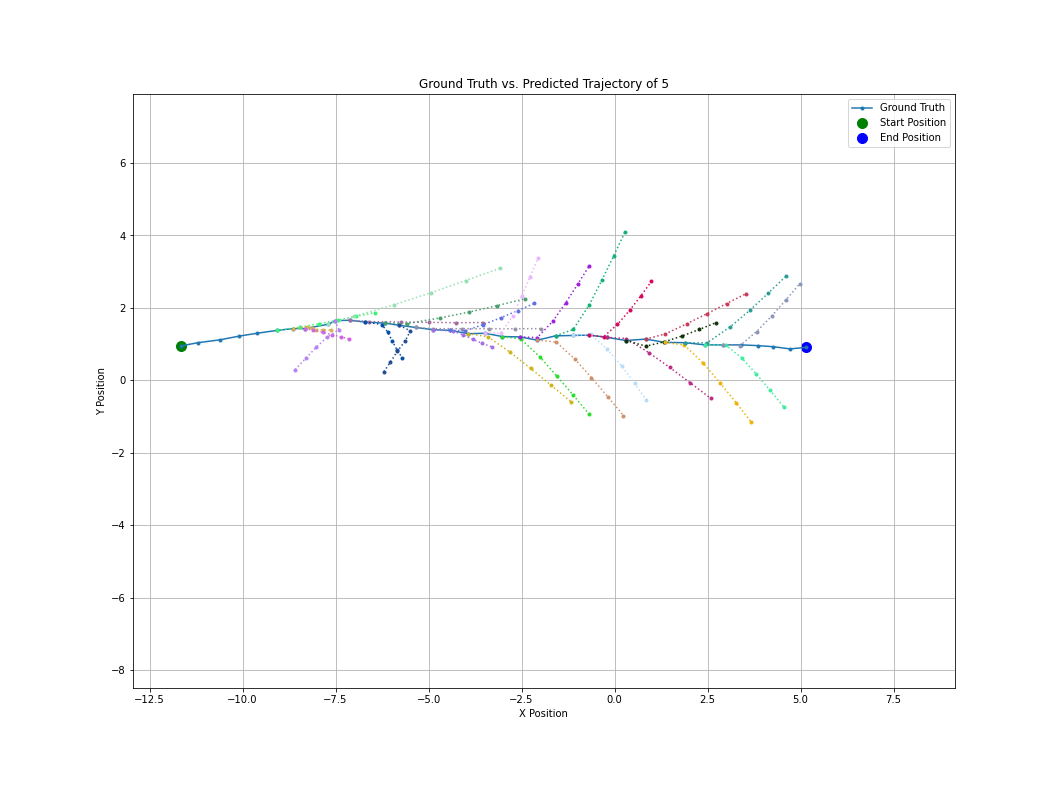 Ground Truth vs. Predicted Trajectory of 5
Ground Truth
Start Position
End Position
6
4
2
0
−2
−4
−6
−8
Y Position
−12.5 −10.0 −7.5 −5.0 −2.5 0.0 2.5 5.0 7.5
X Position